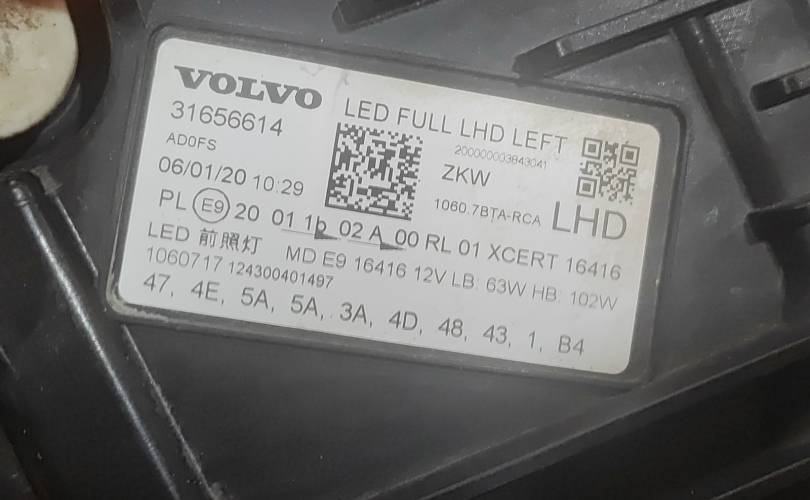 VOLVO
31656614
LED FULL LHD LEFT
AD0FS
200000003843041
ZKW
06/01/20 10:29
1060.7BTA-RCA
LHD
PL E9 20 01 1b 02 A 00 RL 01 XCERT 16416
LED 前照灯 MD E9 16416 12V LB: 63W HB: 102W
1060717 124300401497
47, 4E, 5A, 5A, 3A, 4D, 48, 43, 1, B4